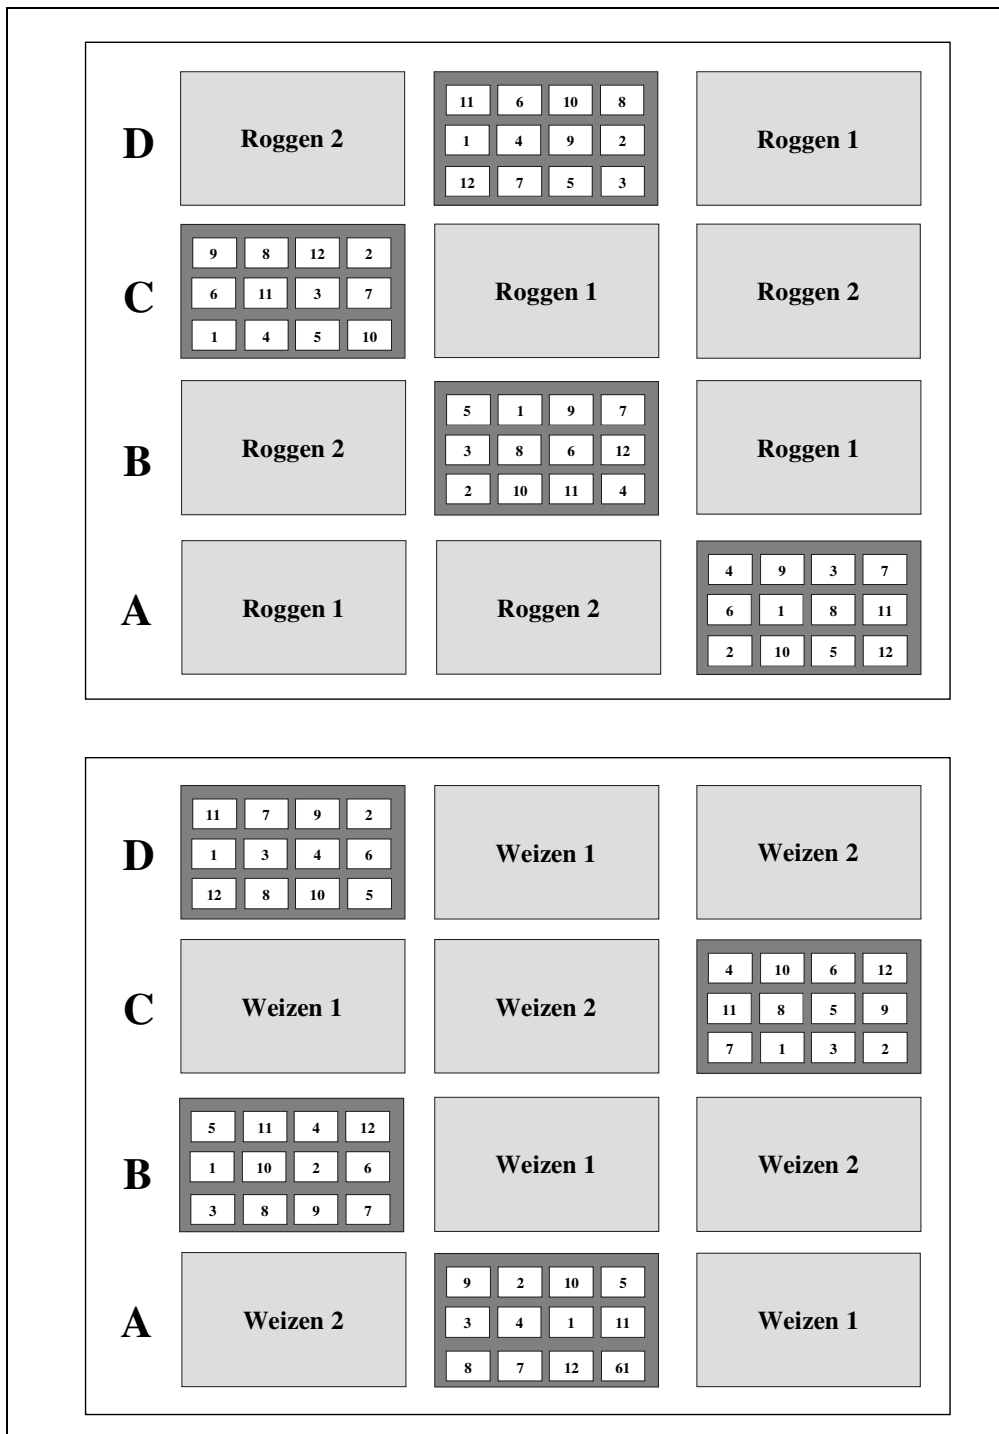 11 6 10 8
D Roggen 2 1 4 9 2 Roggen 1
12 7 5 3
9 8 12 2
C 6 11 3 7 Roggen 1 Roggen 2
1 4 5 10
5 1 9 7
B Roggen 2 3 8 6 12 Roggen 1
2 10 11 4
4 9 3 7
A Roggen 1 Roggen 2 6 1 8 11
2 10 5 12
11 7 9 2
D 1 3 4 6 Weizen 1 Weizen 2
12 8 10 5
4 10 6 12
C Weizen 1 Weizen 2 11 8 5 9
7 1 3 2
5 11 4 12
B 1 10 2 6 Weizen 1 Weizen 2
3 8 9 7
9 2 10 5
A Weizen 2 3 4 1 11 Weizen 1
8 7 12 61